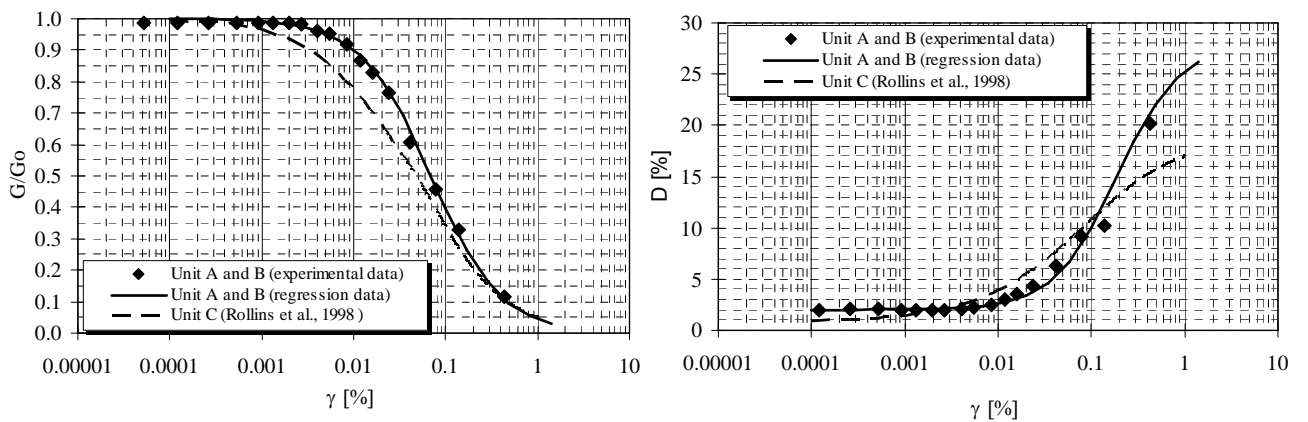 1.0
0.9
0.8
0.7
0.6
0.5
0.4
0.3
0.2
0.1
0.0
G/Go
Unit A and B (experimental data)
Unit A and B (regression data)
Unit C (Rollins et al., 1998 )
0.00001 0.0001 0.001 0.01 0.1 1 10
γ [%]
30
25
20
15
10
5
0
D [%]
Unit A and B (experimental data)
Unit A and B (regression data)
Unit C (Rollins et al., 1998)
0.00001 0.0001 0.001 0.01 0.1 1 10
γ [%]